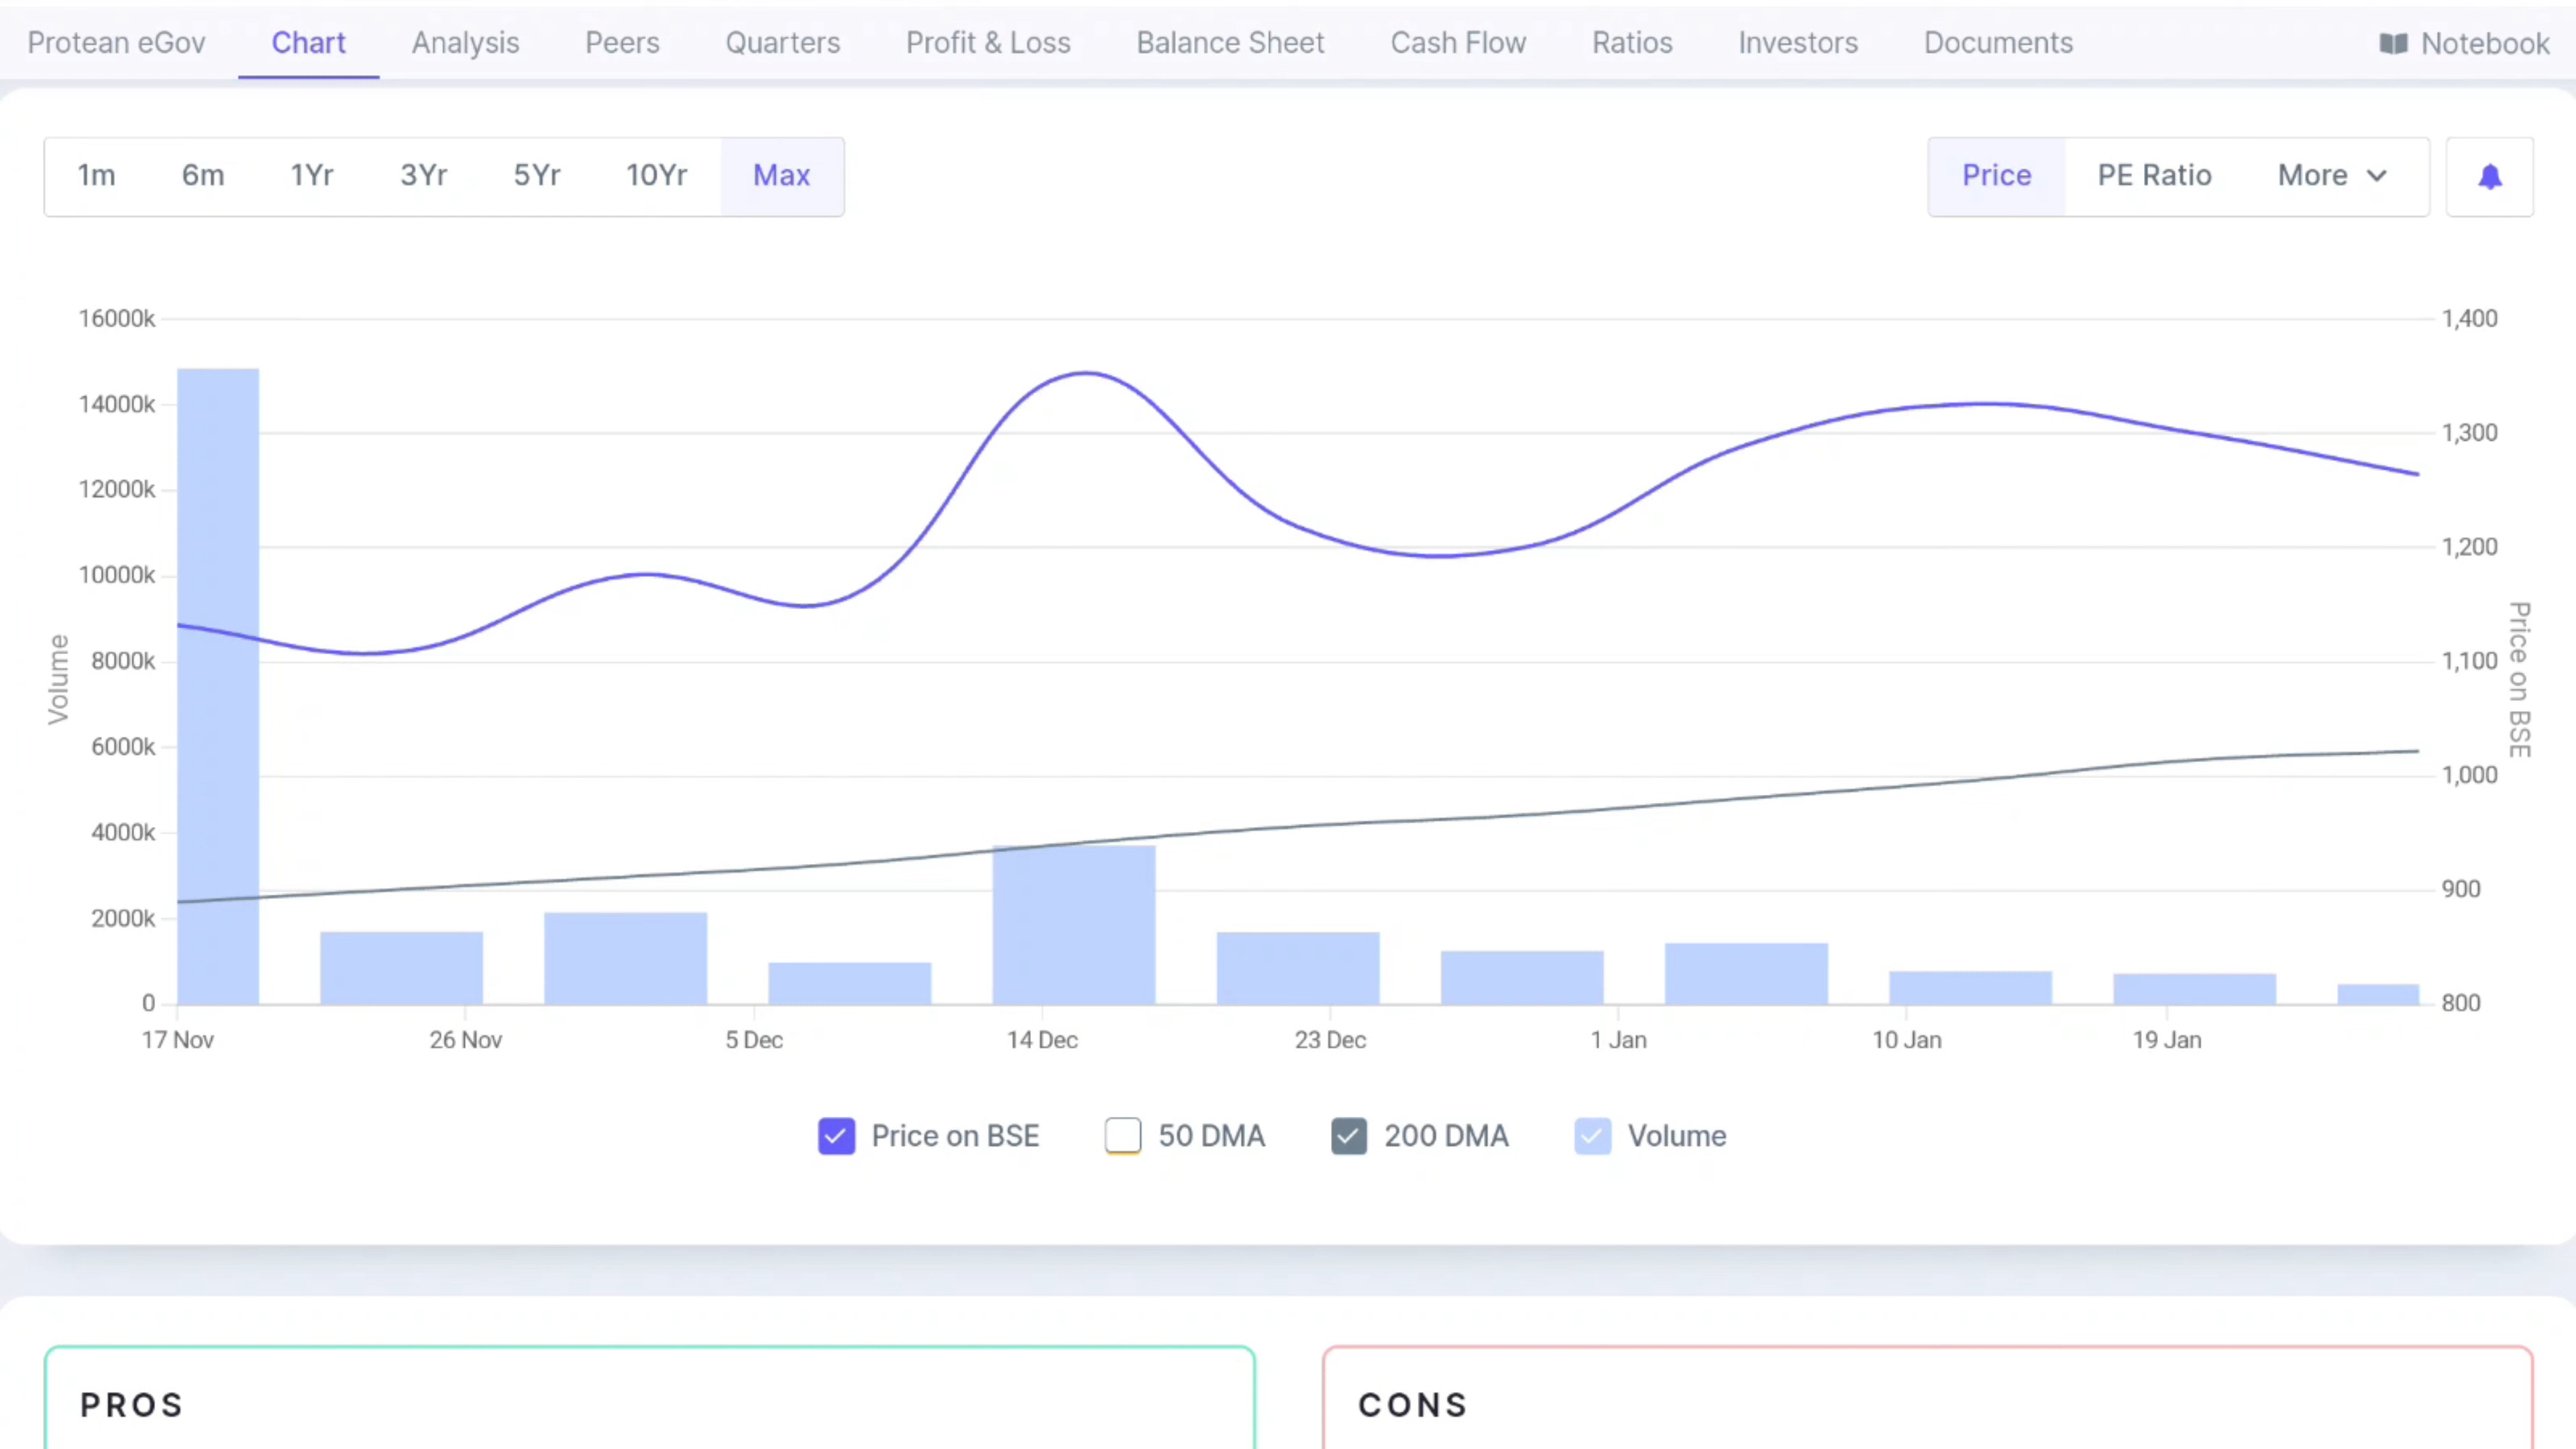 Protean eGov Chart Analysis Peers Quarters Profit & Loss Balance Sheet Cash Flow Ratios Investors Documents Notebook
1m 6m 1Yr 3Yr 5Yr 10Yr Max Price PE Ratio More
16000k 1,400
14000k
1,300
12000k
1,200
10000k
8000k 1,100
6000k
1,000
4000k
900
2000k
0 800
Volume
Price on BSE
17 Nov 26 Nov 5 Dec 14 Dec 23 Dec 1 Jan 10 Jan 19 Jan
Price on BSE 50 DMA 200 DMA Volume
PROS CONS